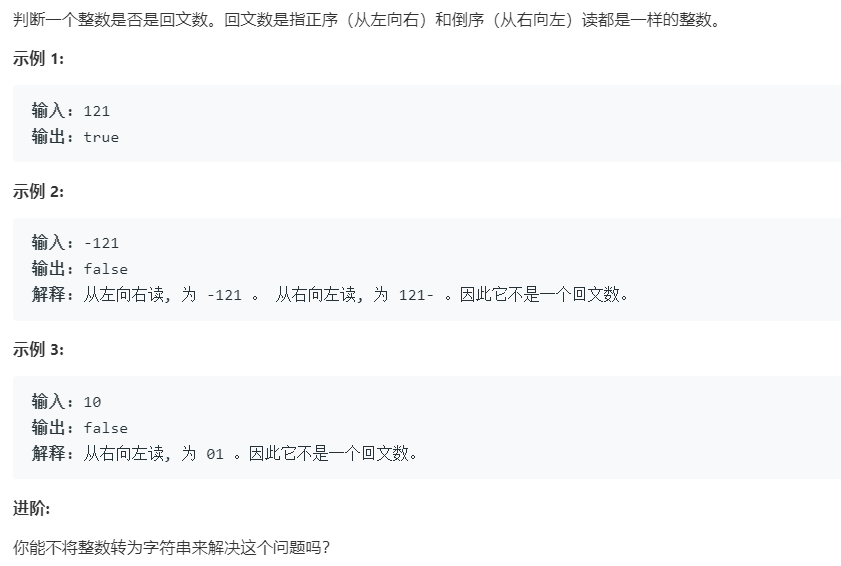 判断一个整数是否是回文数。回文数是指正序（从左向右）和倒序（从右向左）读都是一样的整数。
示例 1:
输入: 121
输出: true
示例 2:
输入: -121
输出: false
解释: 从左向右读, 为 -121 。 从右向左读, 为 121- 。因此它不是一个回文数。
示例 3:
输入: 10
输出: false
解释: 从右向左读, 为 01 。因此它不是一个回文数。
进阶:
你能不将整数转为字符串来解决这个问题吗？